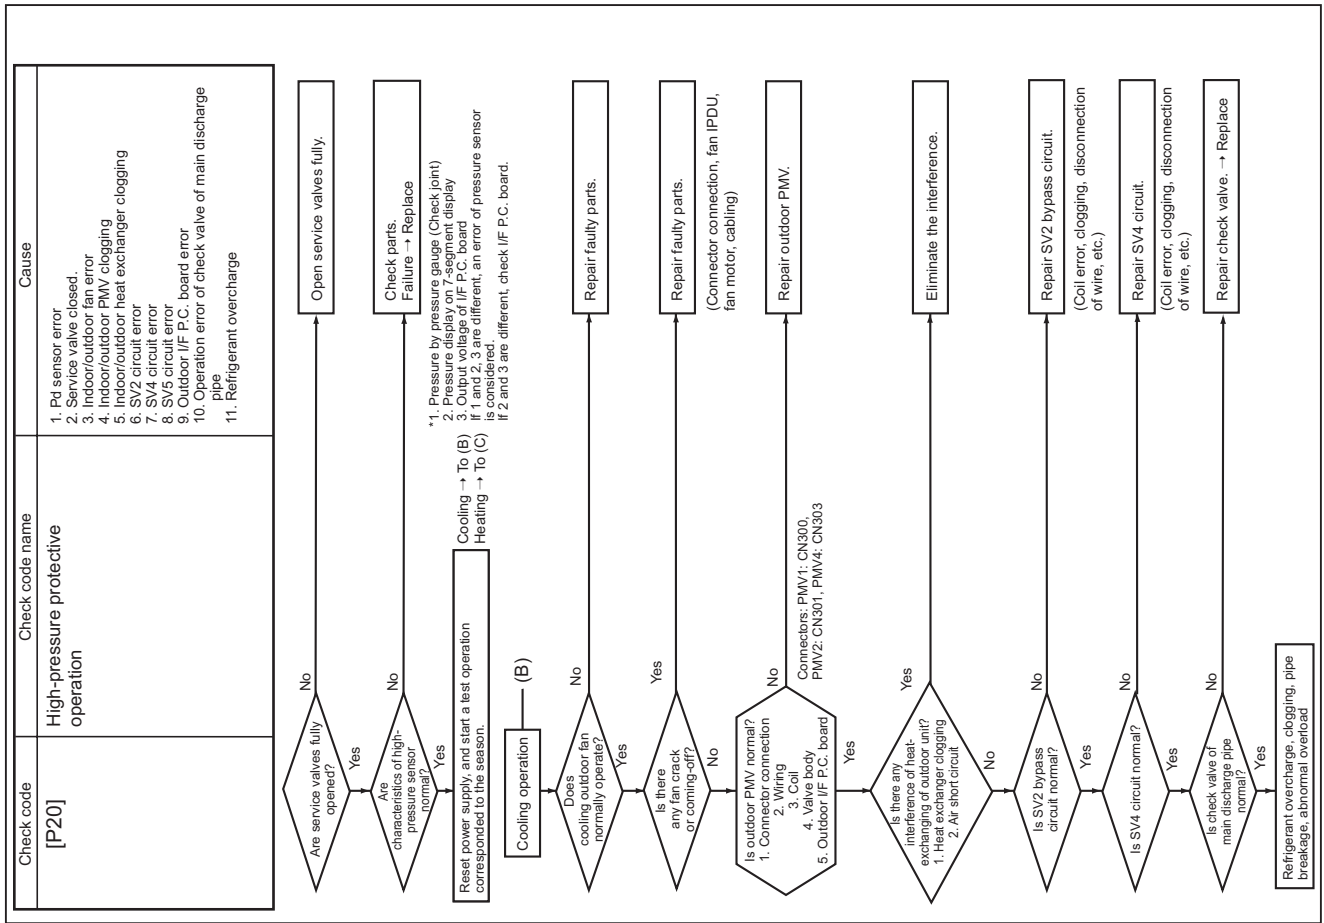 Check code
Check code name
Cause
[P20]
High-pressure protective
operation
1. Pd sensor error
2. Service valve closed.
3. Indoor/outdoor fan error
4. Indoor/outdoor PMV clogging
5. Indoor/outdoor heat exchanger clogging
6. SV2 circuit error
7. SV4 circuit error
8. SV5 circuit error
9. Outdoor I/F P.C. board error
10. Operation error of check valve of main discharge
pipe
11. Refrigerant overcharge
Are service valves fully
opened?
No
Open service valves fully.
Yes
Are
characteristics of high-
pressure sensor
normal?
No
Check parts.
Failure → Replace
Yes
*1. Pressure by pressure gauge (Check joint)
2. Pressure display on 7-segment display
3. Output voltage of I/F P.C. board
If 1 and 2, 3 are different, an error of pressure sensor
is considered.
If 2 and 3 are different, check I/F P.C. board.
Reset power supply, and start a test operation
corresponded to the season.
Cooling → To (B)
Heating → To (C)
Cooling operation
(B)
Does
cooling outdoor fan
normally operate?
No
Repair faulty parts.
Yes
Is there
any fan crack
or coming-off?
Yes
Repair faulty parts.
(Connector connection, fan IPDU,
fan motor, cabling)
No
Is outdoor PMV normal?
1. Connector connection
2. Wiring
3. Coil
4. Valve body
5. Outdoor I/F P.C. board
No
Repair outdoor PMV.
Connectors: PMV1: CN300,
PMV2: CN301, PMV4: CN303
Yes
Is there any
interference of heat-
exchanging of outdoor unit?
1. Heat exchanger clogging
2. Air short circuit
Yes
Eliminate the interference.
No
Is SV2 bypass
circuit normal?
No
Repair SV2 bypass circuit.
(Coil error, clogging, disconnection
of wire, etc.)
Yes
Is SV4 circuit normal?
No
Repair SV4 circuit.
(Coil error, clogging, disconnection
of wire, etc.)
Yes
Is check valve of
main discharge pipe
normal?
No
Repair check valve. → Replace
Yes
Refrigerant overcharge, clogging, pipe
breakage, abnormal overload